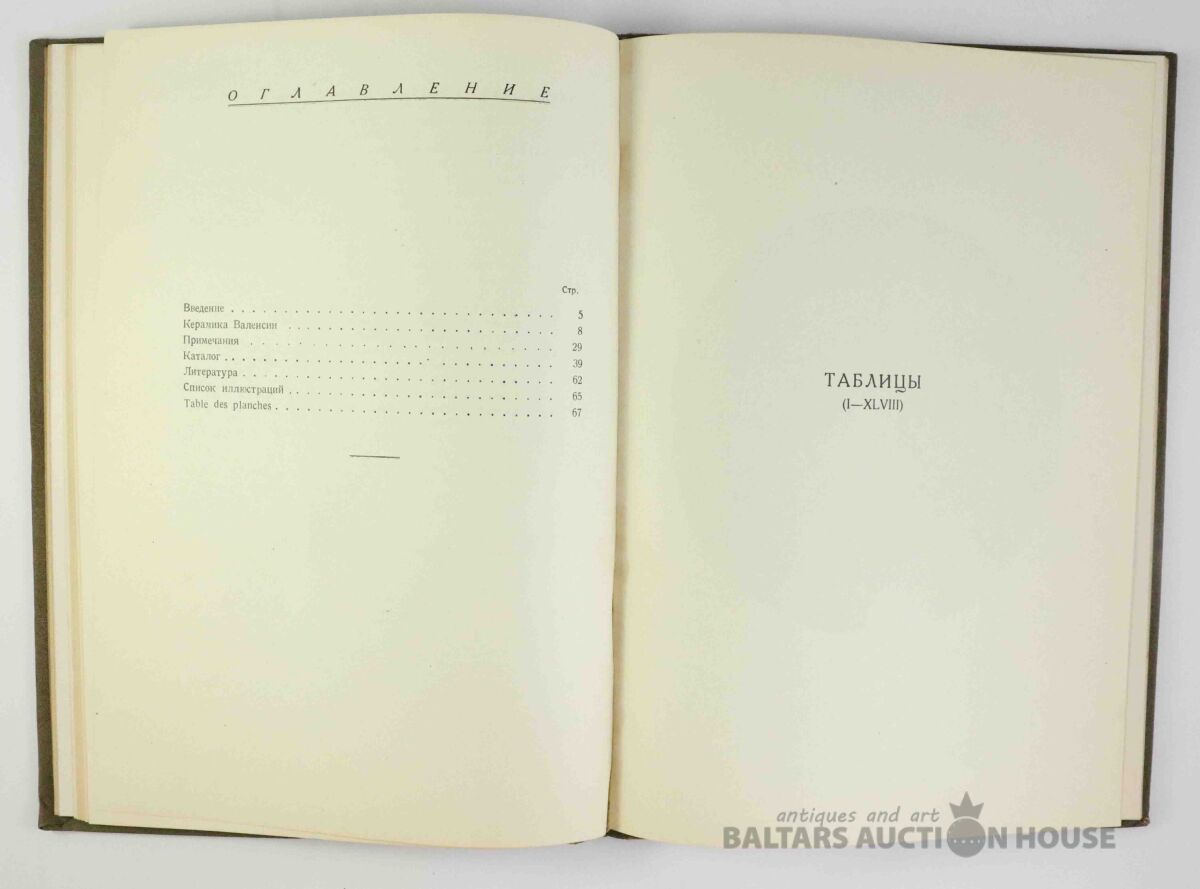 ОГЛАВЛЕНИЕ
Стр.
Введение . . . . . . . . . . . . . . . . . . . . . . . . 5
Керамика Валенсии . . . . . . . . . . . . . . . . . . . . 8
Примечания . . . . . . . . . . . . . . . . . . . . . . . 29
Каталог . . . . . . . . . . . . . . . . . . . . . . . . 39
Литература . . . . . . . . . . . . . . . . . . . . . . . 62
Список иллюстраций . . . . . . . . . . . . . . . . . . . 65
Table des planches . . . . . . . . . . . . . . . . . . . . 67
ТАБЛИЦЫ
(I—XLVIII)
antiques and art
BALTARS AUCTION HOUSE